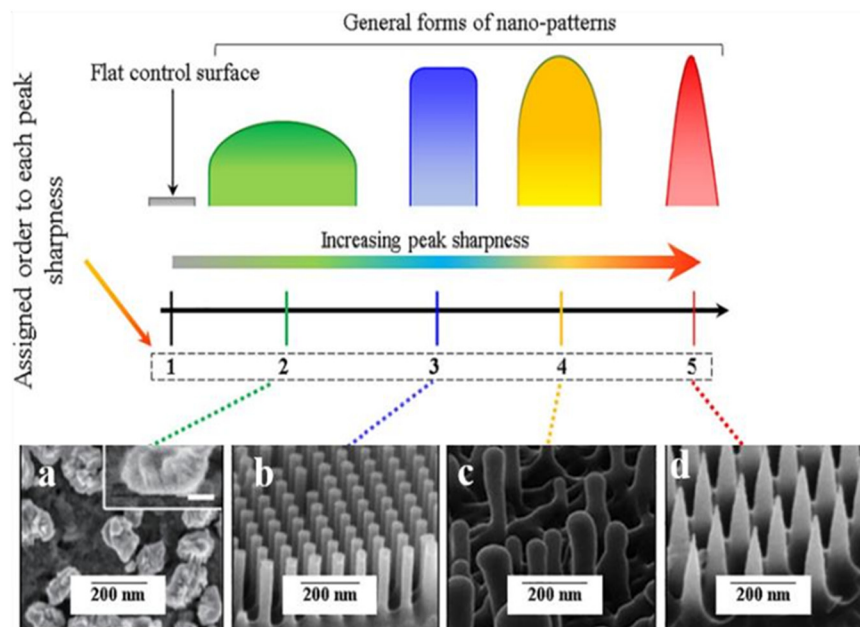 General forms of nano-patterns
Flat control surface
Assigned order to each peak
sharpness
Increasing peak sharpness
1 2 3 4 5
a b c d
200 nm 200 nm 200 nm 200 nm